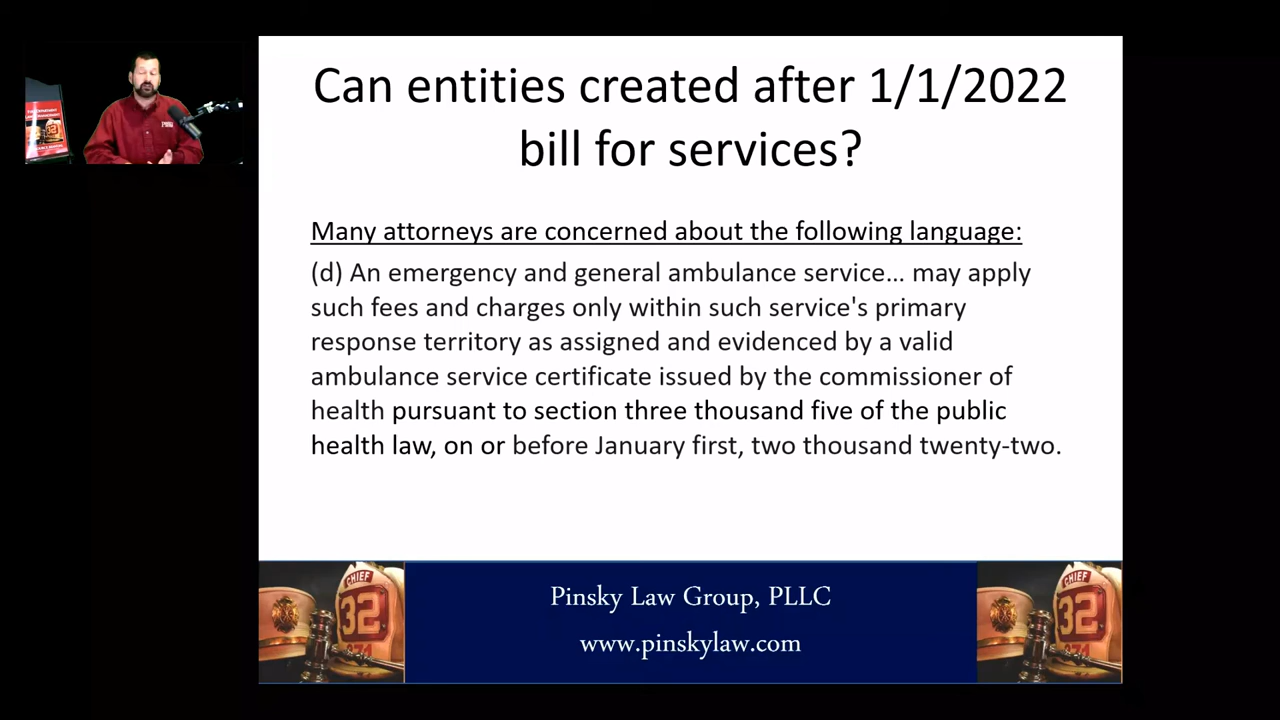 Can entities created after 1/1/2022
bill for services?
Many attorneys are concerned about the following language:
(d) An emergency and general ambulance service... may apply
such fees and charges only within such service's primary
response territory as assigned and evidenced by a valid
ambulance service certificate issued by the commissioner of
health pursuant to section three thousand five of the public
health law, on or before January first, two thousand twenty-two.
CHIEF
32
CHIEF
32
Pinsky Law Group, PLLC
www.pinskylaw.com